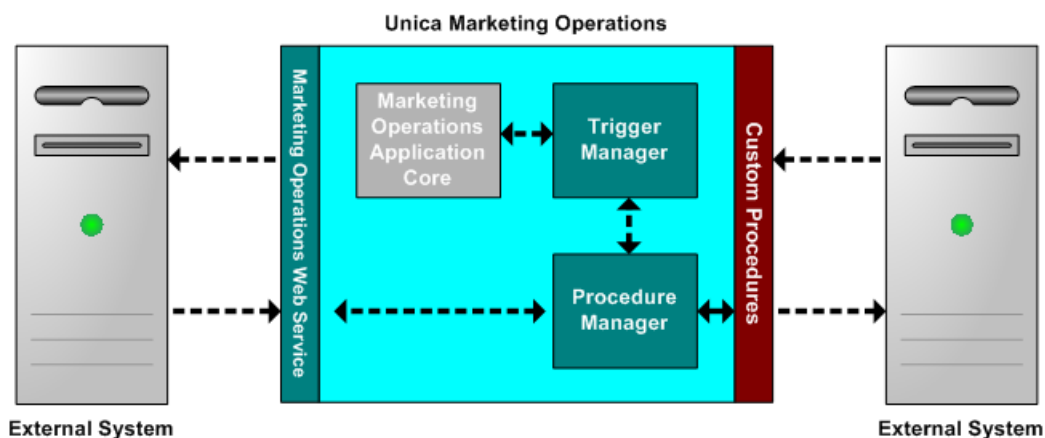 Unica Marketing Operations
Marketing Operations Web Service
Marketing
Operations
Application
Core
Trigger
Manager
Procedure
Manager
Custom Procedures
External System
External System